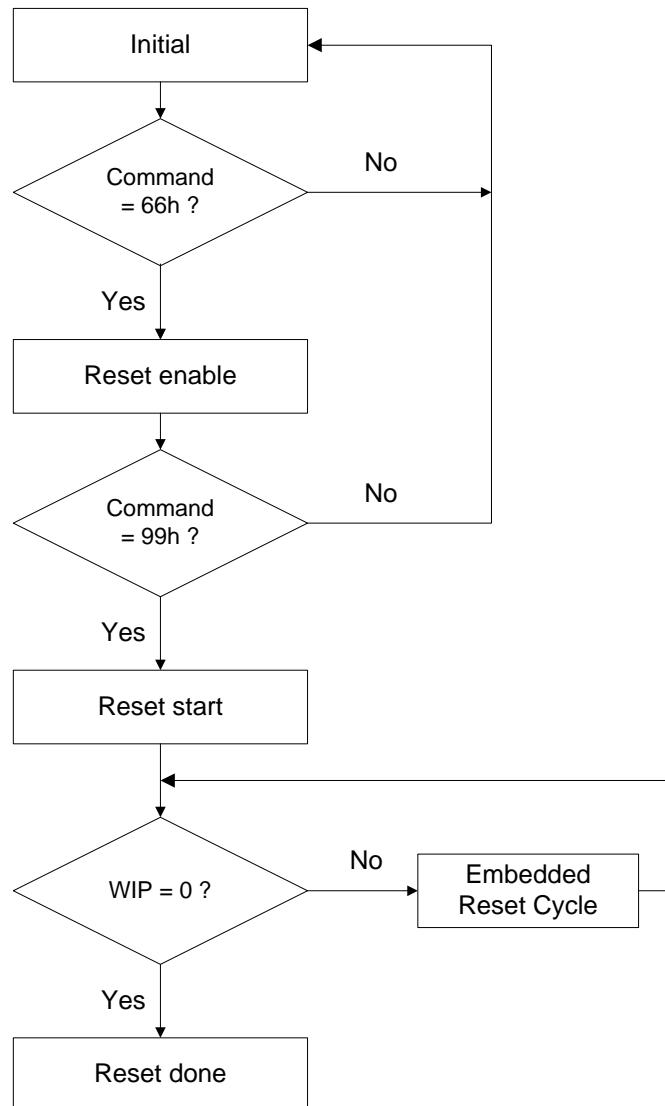 Initial
Command
= 66h ?
No
Yes
Reset enable
Command
= 99h ?
No
Yes
Reset start
WIP = 0 ?
No
Embedded
Reset Cycle
Yes
Reset done